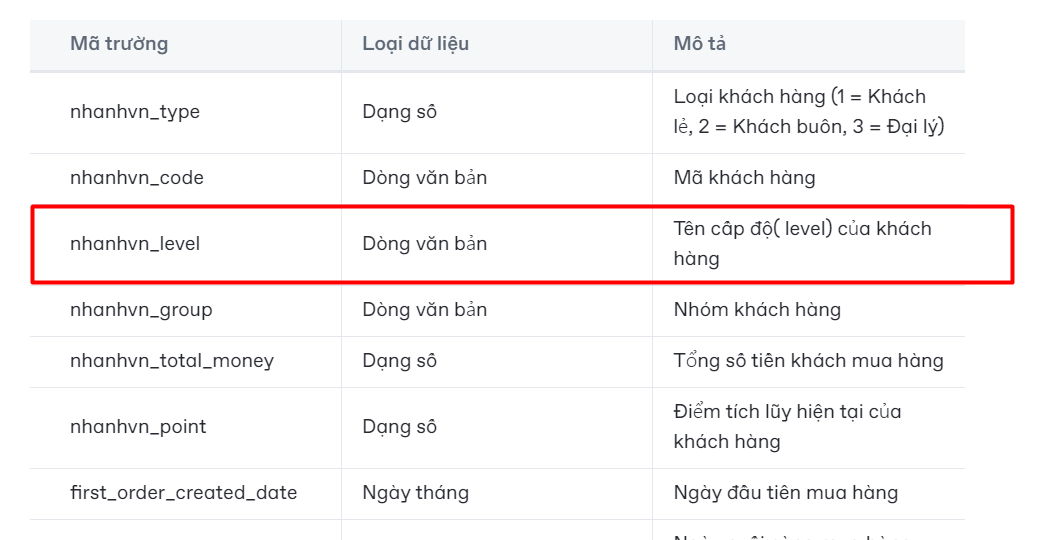 Mã trường Loại dữ liệu Mô tả
nhanhvn_type Dạng số Loại khách hàng (1 = Khách
lẻ, 2 = Khách buôn, 3 = Đại lý)
nhanhvn_code Dòng văn bản Mã khách hàng
nhanhvn_level Dòng văn bản Tên cấp độ( level) của khách
hàng
nhanhvn_group Dòng văn bản Nhóm khách hàng
nhanhvn_total_money Dạng số Tổng số tiền khách mua hàng
nhanhvn_point Dạng số Điểm tích lũy hiện tại của
khách hàng
first_order_created_date Ngày tháng Ngày đầu tiên mua hàng